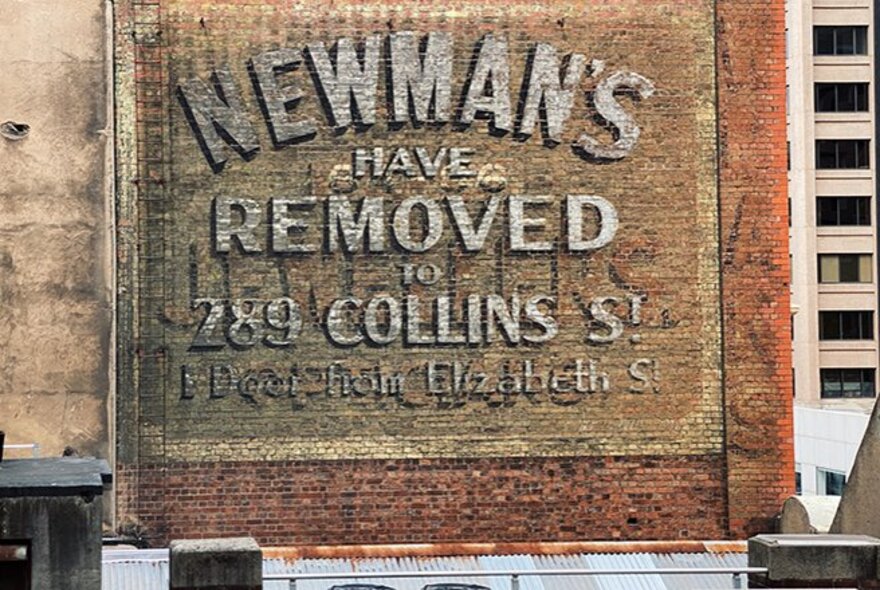 NEWMAN'S
HAVE
REMOVED
TO
289 COLLINS ST.
1 Door from Elizabeth St